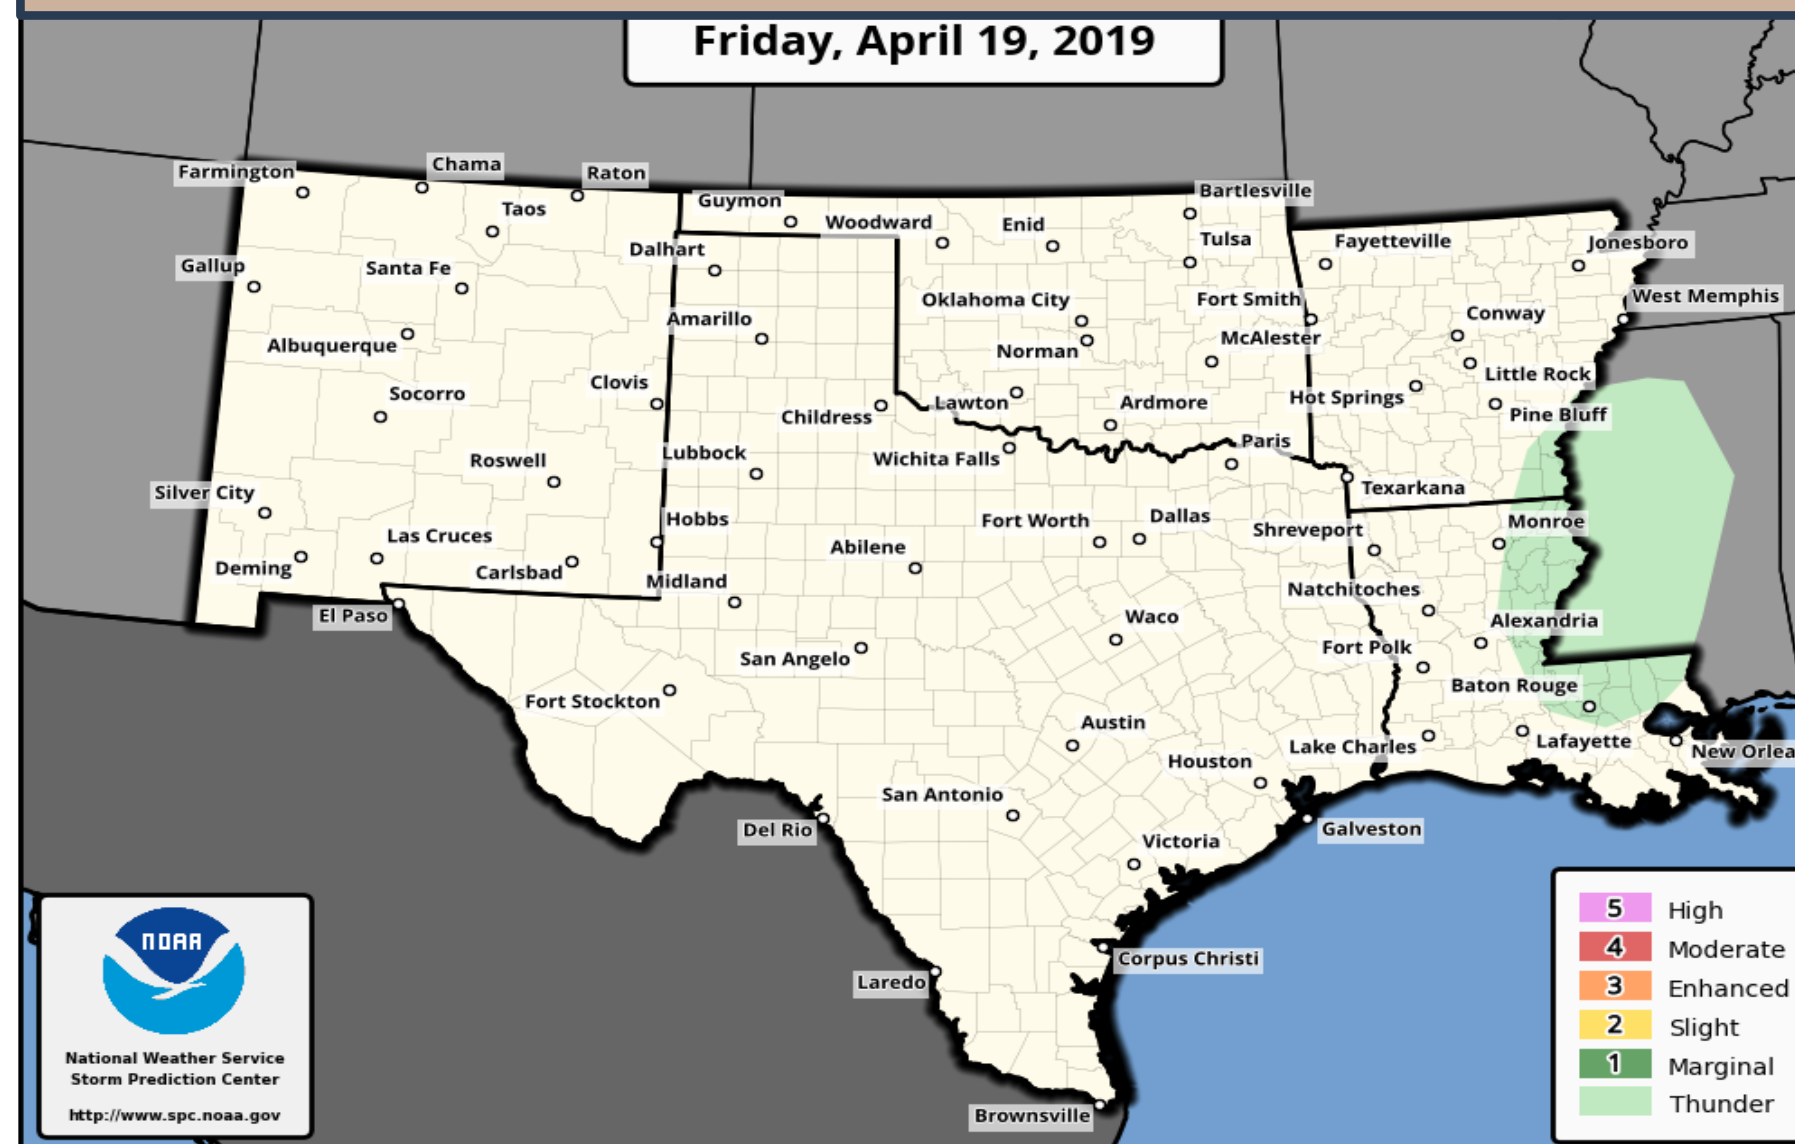 Friday, April 19, 2019
Farmington
Chama
Raton
Taos
Guymon
Woodward
Enid
Bartlesville
Tulsa
Fayetteville
Jonesboro
Gallup
Santa Fe
Dalhart
Oklahoma City
Fort Smith
West Memphis
Conway
Albuquerque
Amarillo
Norman
McAlester
Little Rock
Socorro
Clovis
Childress
Lawton
Ardmore
Hot Springs
Pine Bluff
Roswell
Lubbock
Wichita Falls
Paris
Texarkana
Silver City
Hobbs
Fort Worth
Dallas
Shreveport
Monroe
Las Cruces
Deming
Carlsbad
Midland
Abilene
Natchitoches
El Paso
Waco
Alexandria
San Angelo
Fort Polk
Fort Stockton
Baton Rouge
Austin
Lake Charles
Lafayette
New Orlea
Houston
San Antonio
Del Rio
Galveston
Victoria
Corpus Christi
Laredo
Brownsville
NOAA
National Weather Service
Storm Prediction Center
http://www.spc.noaa.gov
5 High
4 Moderate
3 Enhanced
2 Slight
1 Marginal
Thunder